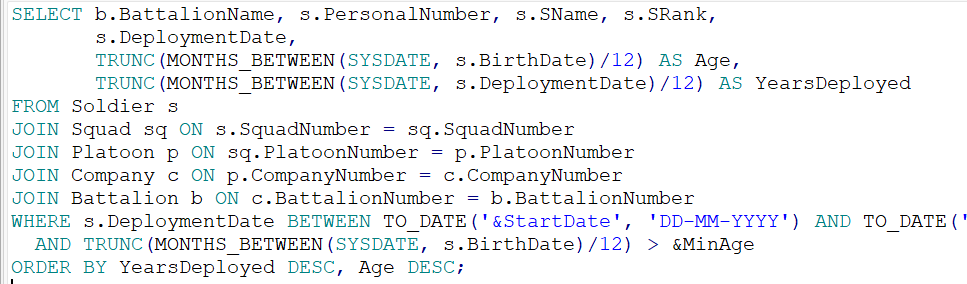 SELECT b.BattalionName, s.PersonalNumber, s.SName, s.SRank,
       s.DeploymentDate,
       TRUNC(MONTHS_BETWEEN(SYSDATE, s.BirthDate)/12) AS Age,
       TRUNC(MONTHS_BETWEEN(SYSDATE, s.DeploymentDate)/12) AS YearsDeployed
FROM Soldier s
JOIN Squad sq ON s.SquadNumber = sq.SquadNumber
JOIN Platoon p ON sq.PlatoonNumber = p.PlatoonNumber
JOIN Company c ON p.CompanyNumber = c.CompanyNumber
JOIN Battalion b ON c.BattalionNumber = b.BattalionNumber
WHERE s.DeploymentDate BETWEEN TO_DATE('&StartDate', 'DD-MM-YYYY') AND TO_DATE('
  AND TRUNC(MONTHS_BETWEEN(SYSDATE, s.BirthDate)/12) > &MinAge
ORDER BY YearsDeployed DESC, Age DESC;